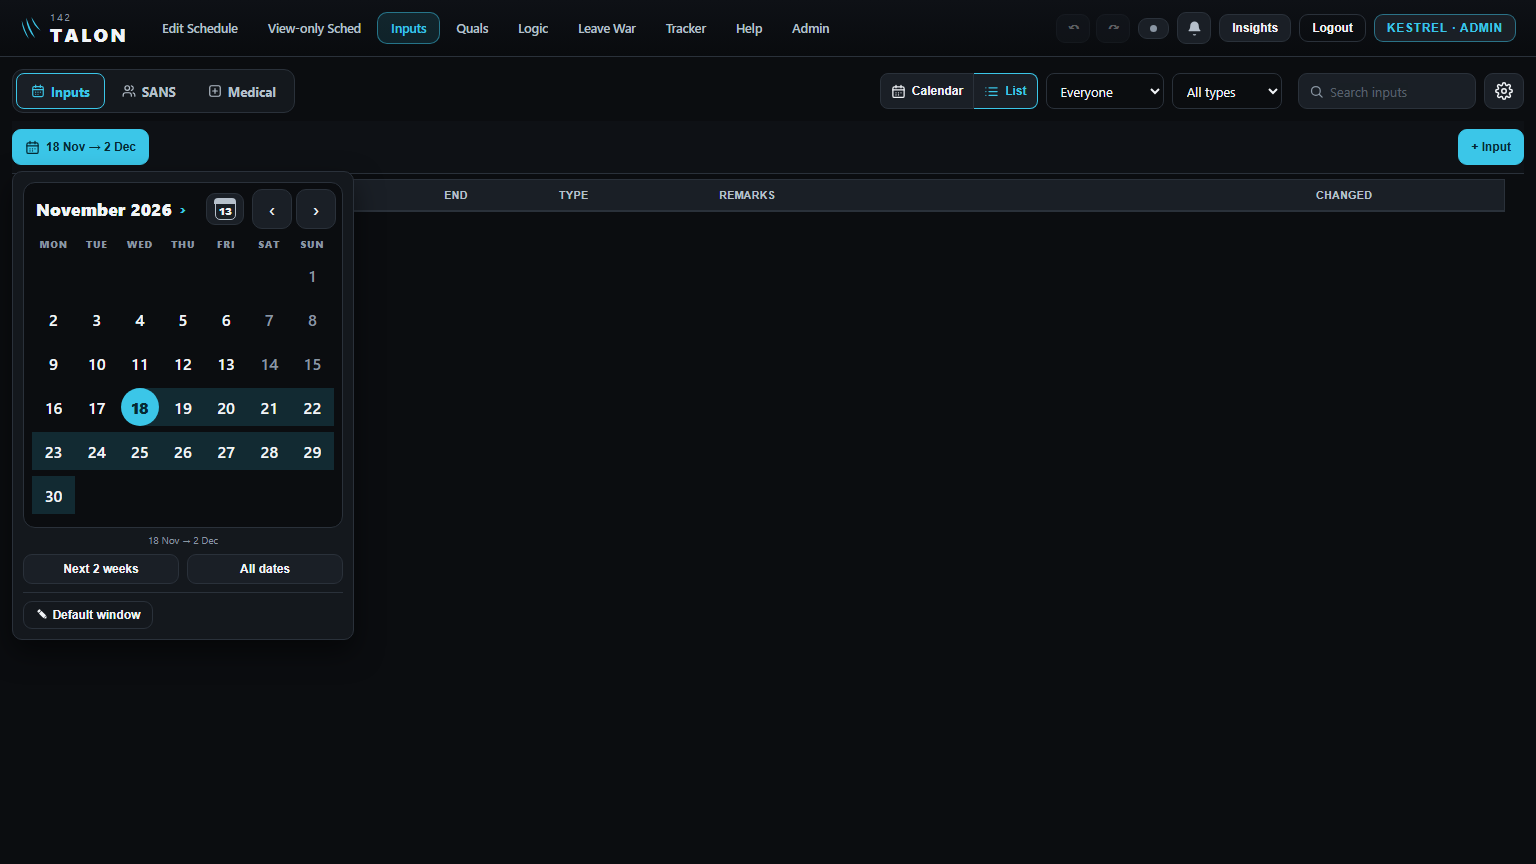 142
TALON
Edit Schedule
View-only Sched
Inputs
Quals
Logic
Leave War
Tracker
Help
Admin
Insights
Logout
KESTREL · ADMIN
Inputs
SANS
Medical
Calendar
List
Everyone
All types
Search inputs
18 Nov → 2 Dec
+ Input
END
TYPE
REMARKS
CHANGED
November 2026 ›
13
‹
›
MON TUE WED THU FRI SAT SUN
1
2 3 4 5 6 7 8
9 10 11 12 13 14 15
16 17 18 19 20 21 22
23 24 25 26 27 28 29
30
18 Nov → 2 Dec
Next 2 weeks
All dates
Default window